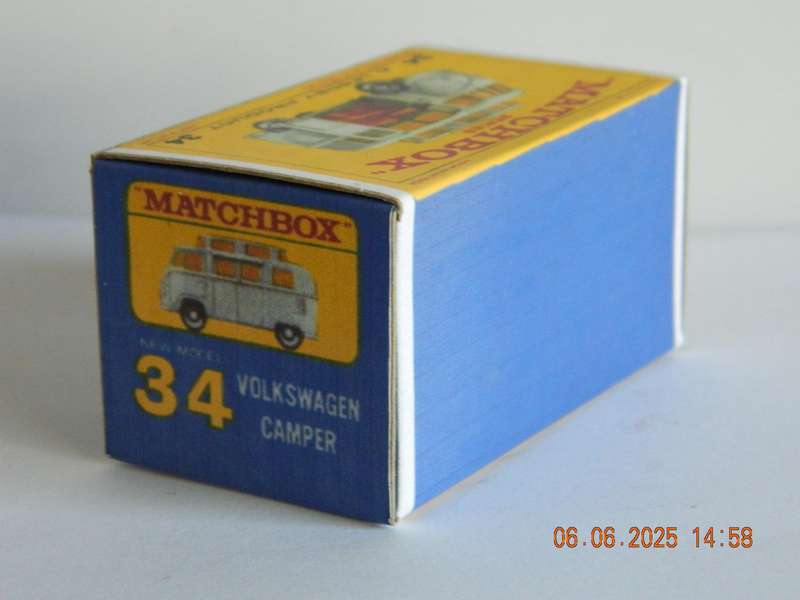 34
"MATCHBOX"
"MATCHBOX"
NEW MODEL
34
VOLKSWAGEN
CAMPER
06.06.2025 14:58